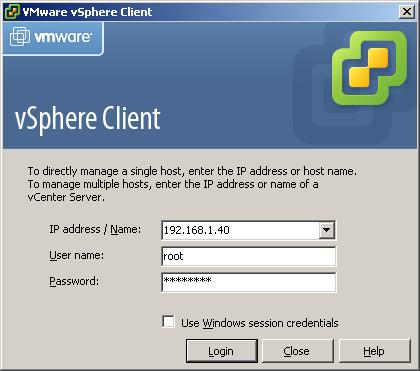 VMware vSphere Client
vmware
vSphere Client
To directly manage a single host, enter the IP address or host name.
To manage multiple hosts, enter the IP address or name of a
vCenter Server.
IP address / Name: 192.168.1.40
User name: root
Password: ********
Use Windows session credentials
Login Close Help